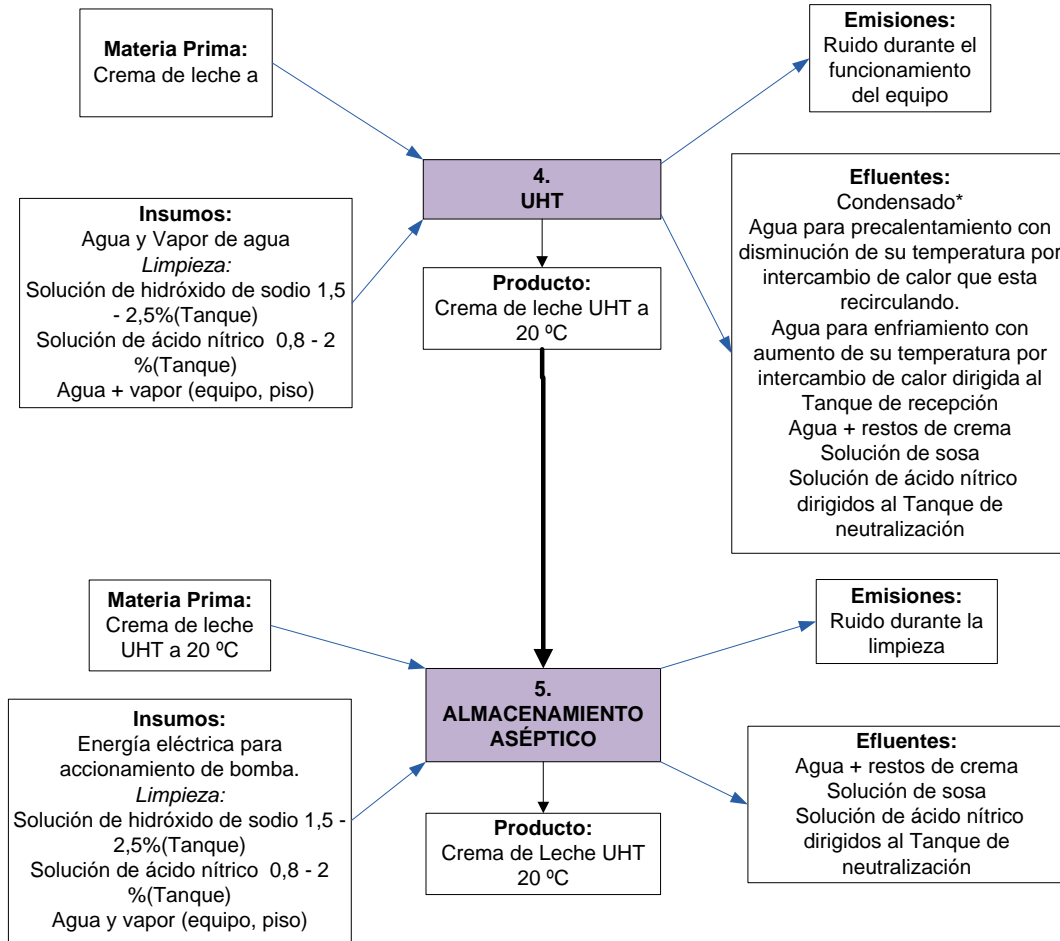 Materia Prima:
Crema de leche a
Emisiones:
Ruido durante el
funcionamiento
del equipo
4.
UHT
Insumos:
Agua y Vapor de agua
Limpieza:
Solución de hidróxido de sodio 1,5
- 2,5%(Tanque)
Solución de ácido nítrico 0,8 - 2
%(Tanque)
Agua + vapor (equipo, piso)
Producto:
Crema de leche UHT a
20 ºC
Efluentes:
Condensado*
Agua para precalentamiento con
disminución de su temperatura por
intercambio de calor que esta
recirculando.
Agua para enfriamiento con
aumento de su temperatura por
intercambio de calor dirigida al
Tanque de recepción
Agua + restos de crema
Solución de sosa
Solución de ácido nítrico
dirigidos al Tanque de
neutralización
Materia Prima:
Crema de leche
UHT a 20 ºC
Emisiones:
Ruido durante la
limpieza
5.
ALMACENAMIENTO
ASÉPTICO
Insumos:
Energía eléctrica para
accionamiento de bomba.
Limpieza:
Solución de hidróxido de sodio 1,5 -
2,5%(Tanque)
Solución de ácido nítrico 0,8 - 2
%(Tanque)
Agua y vapor (equipo, piso)
Producto:
Crema de Leche UHT
20 ºC
Efluentes:
Agua + restos de crema
Solución de sosa
Solución de ácido nítrico
dirigidos al Tanque de
neutralización